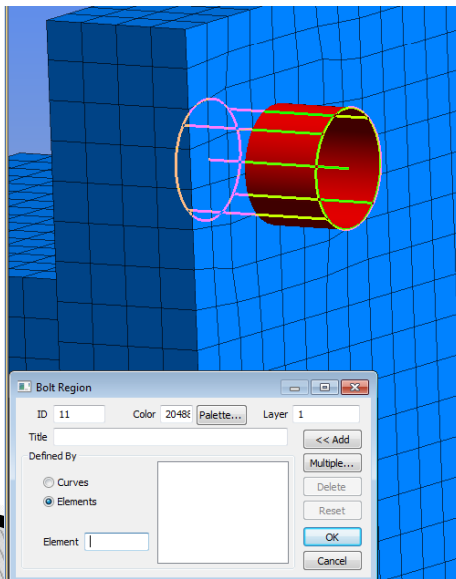 Bolt Region
ID 11 Color 2048 Palette... Layer 1
Title
<< Add
Defined By
Multiple...
Curves
Delete
Elements
Reset
Element
OK
Cancel